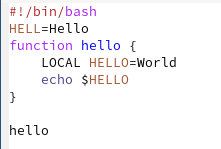 #!/bin/bash
HELL=Hello
function hello {
    LOCAL HELLO=World
    echo $HELLO
}

hello